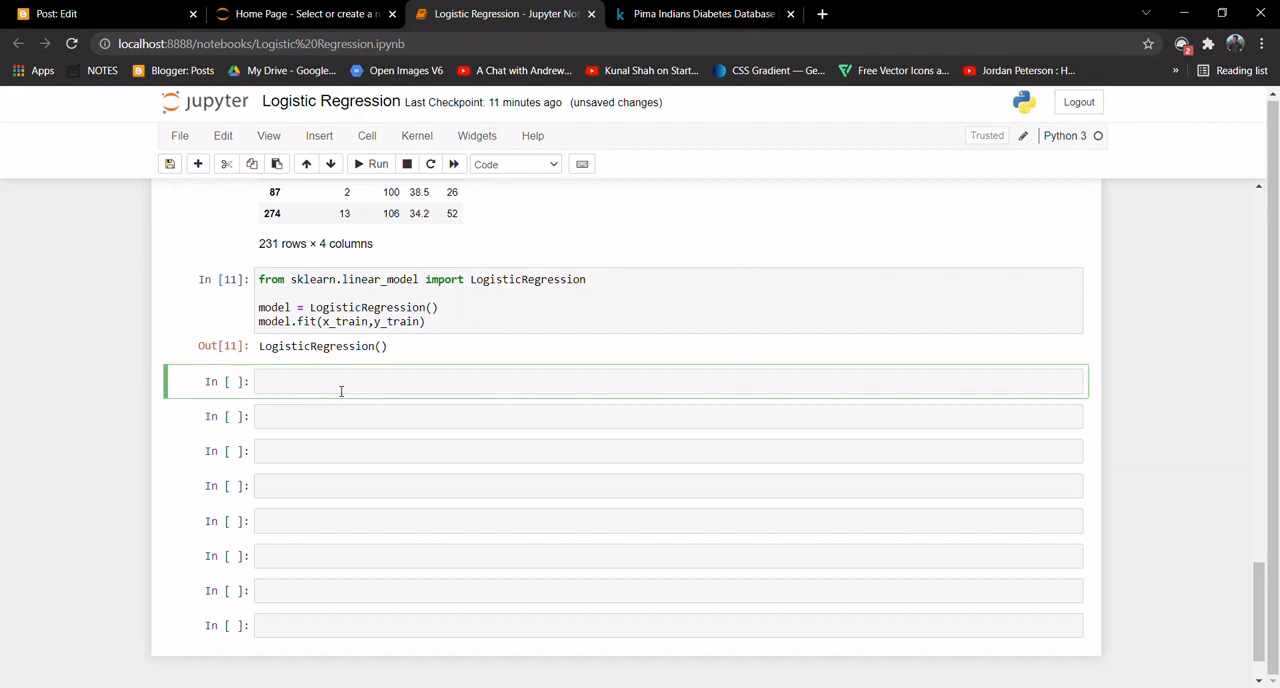 Post: Edit
Home Page - Select or create a n
Logistic Regression - Jupyter Not
Pima Indians Diabetes Database
localhost:8888/notebooks/Logistic%20Regression.ipynb
2
Apps
NOTES
Blogger: Posts
My Drive - Google...
Open Images V6
A Chat with Andrew...
Kunal Shah on Start...
CSS Gradient — Ge...
Free Vector Icons a...
Jordan Peterson : H...
»
Reading list
jupyter Logistic Regression Last Checkpoint: 11 minutes ago (unsaved changes)
Logout
File Edit View Insert Cell Kernel Widgets Help
Trusted
Python 3
Run
Code
87 2 100 38.5 26
274 13 106 34.2 52
231 rows × 4 columns
In [11]: from sklearn.linear_model import LogisticRegression
model = LogisticRegression()
model.fit(x_train,y_train)
Out[11]: LogisticRegression()
In [ ]:
In [ ]:
In [ ]:
In [ ]:
In [ ]:
In [ ]:
In [ ]:
In [ ]: